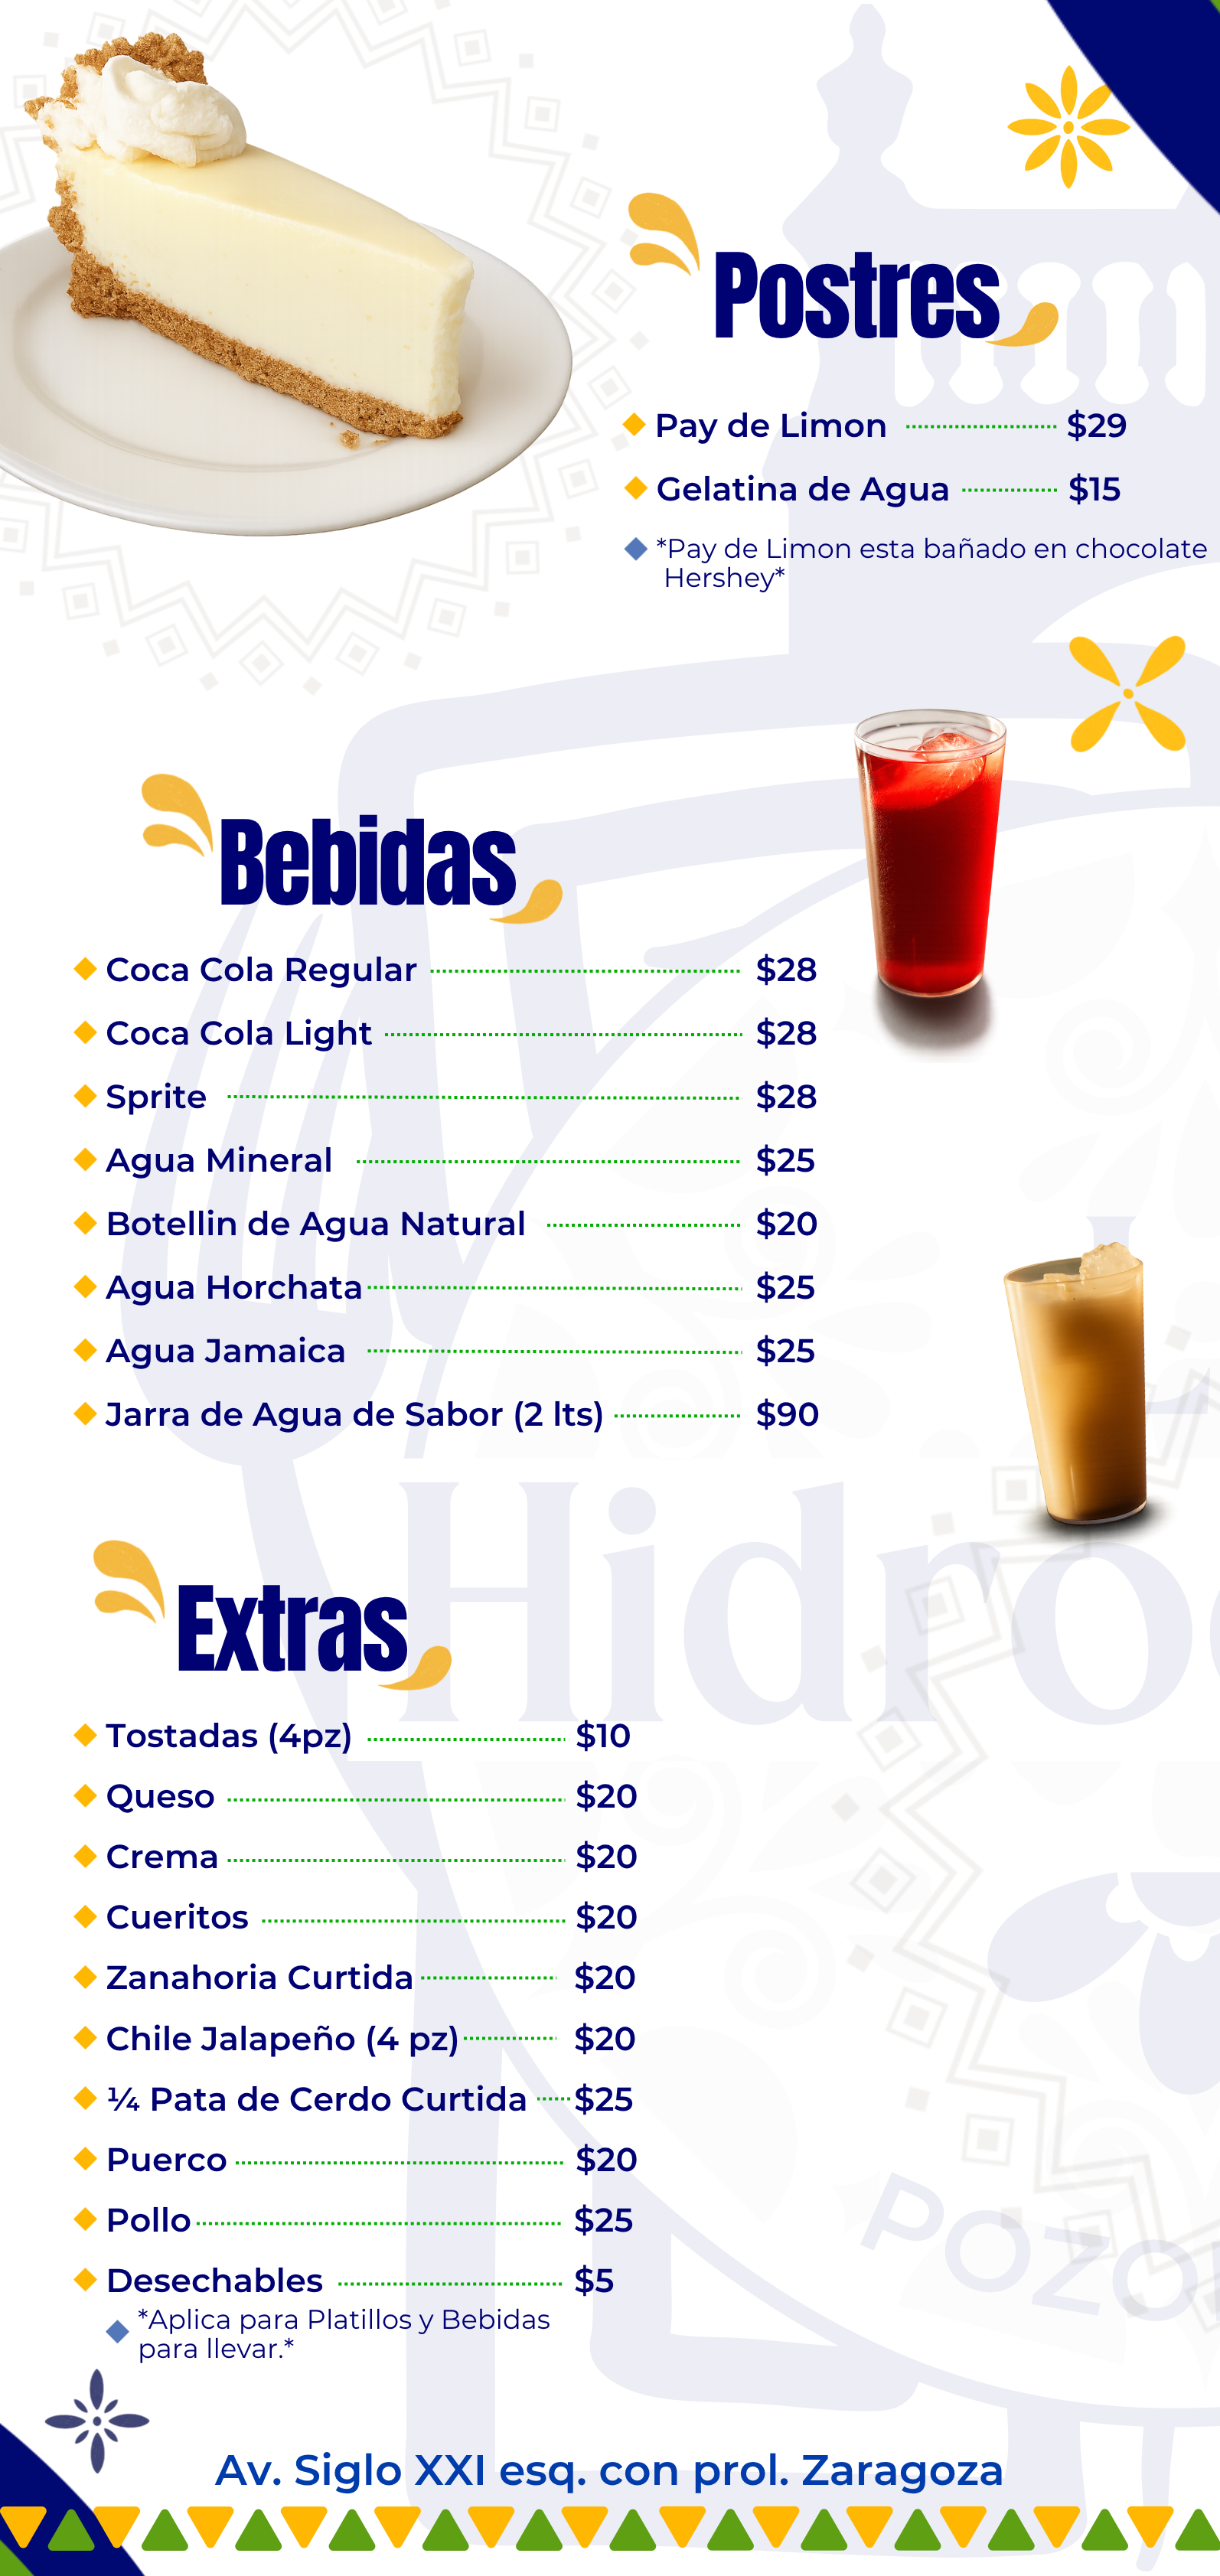 Postres
Pay de Limon $29
Gelatina de Agua $15
*Pay de Limon esta bañado en chocolate
Hershey*
Bebidas
Coca Cola Regular $28
Coca Cola Light $28
Sprite $28
Agua Mineral $25
Botellin de Agua Natural $20
Agua Horchata $25
Agua Jamaica $25
Jarra de Agua de Sabor (2 lts) $90
Hidro
Extras
Tostadas (4pz) $10
Queso $20
Crema $20
Cueritos $20
Zanahoria Curtida $20
Chile Jalapeño (4 pz) $20
¼ Pata de Cerdo Curtida $25
Puerco $20
Pollo $25
Desechables $5
*Aplica para Platillos y Bebidas
para llevar.*
POZO
Av. Siglo XXI esq. con prol. Zaragoza